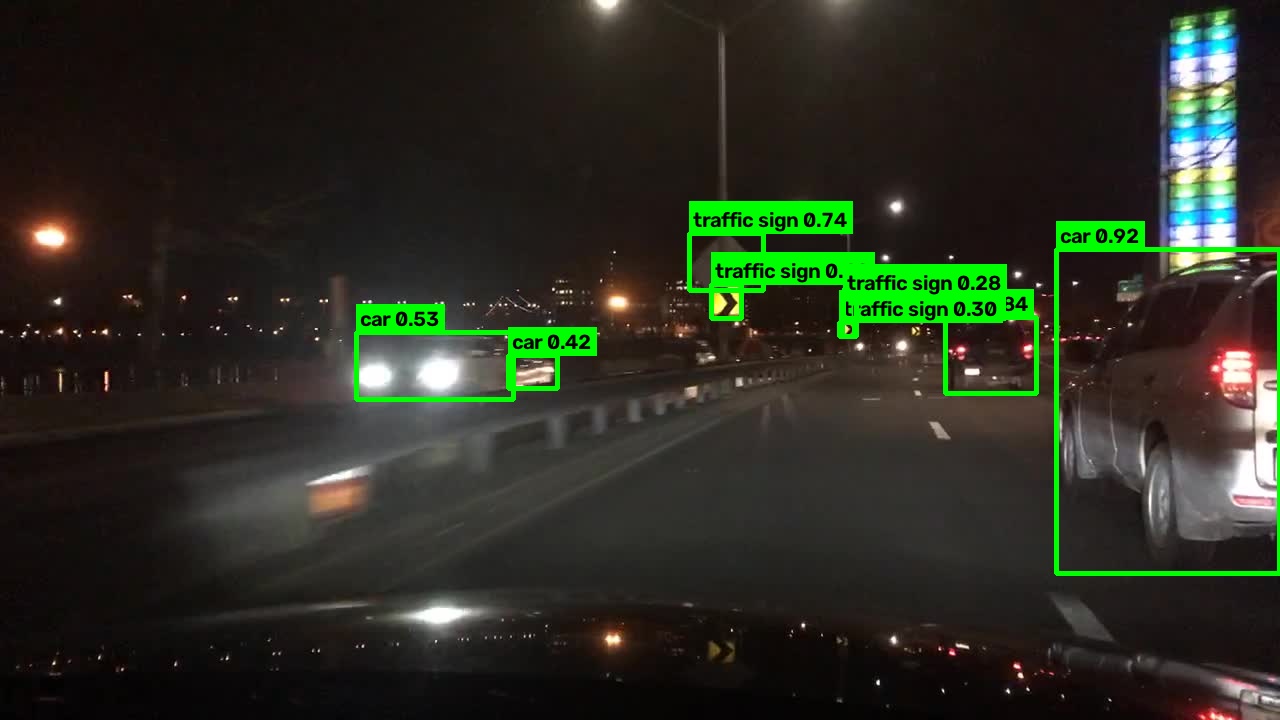 traffic sign 0.74
car 0.92
traffic sign 0.
traffic sign 0.28
traffic sign 0.30
84
car 0.53
car 0.42